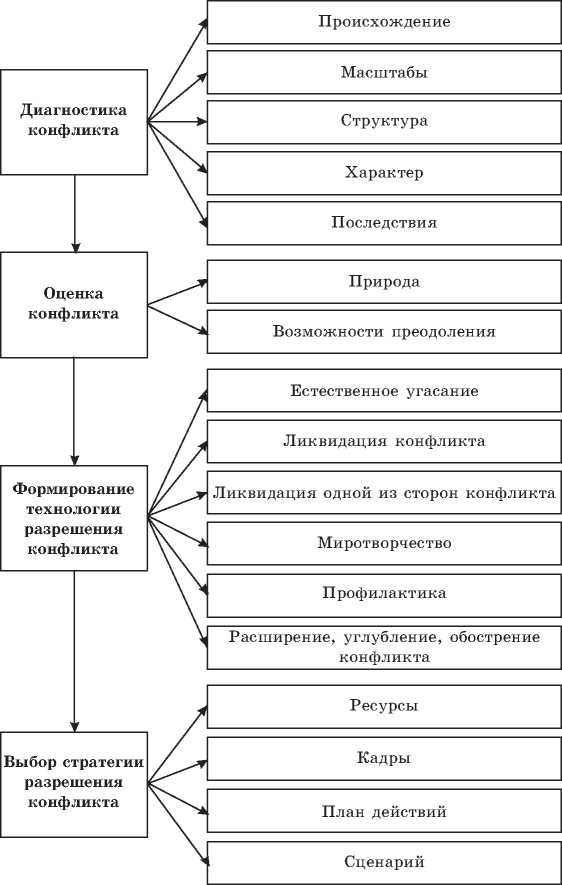 Диагностика
конфликта
Происхождение
Масштабы
Структура
Характер
Последствия
Оценка
конфликта
Природа
Возможности преодоления
Формирование
технологии
разрешения
конфликта
Естественное угасание
Ликвидация конфликта
Ликвидация одной из сторон конфликта
Миротворчество
Профилактика
Расширение, углубление, обострение
конфликта
Выбор стратегии
разрешения
конфликта
Ресурсы
Кадры
План действий
Сценарий